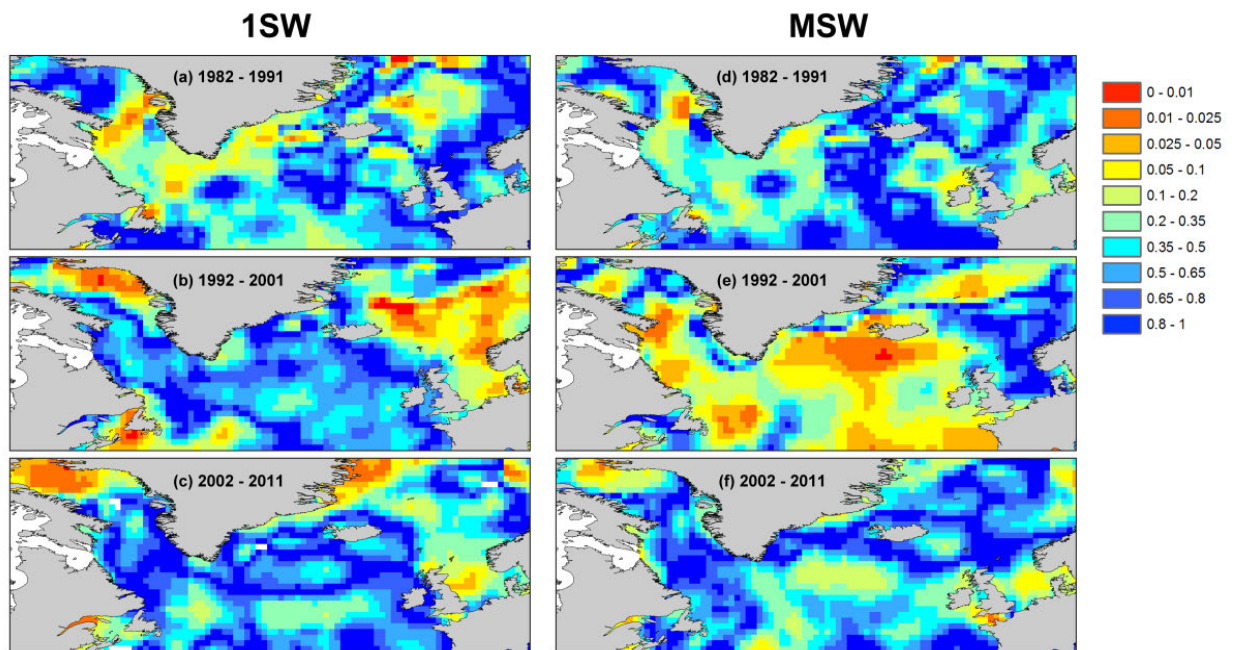 1SW
MSW
(a) 1982 - 1991
(d) 1982 - 1991
(b) 1992 - 2001
(e) 1992 - 2001
(c) 2002 - 2011
(f) 2002 - 2011
0 - 0.01
0.01 - 0.025
0.025 - 0.05
0.05 - 0.1
0.1 - 0.2
0.2 - 0.35
0.35 - 0.5
0.5 - 0.65
0.65 - 0.8
0.8 - 1